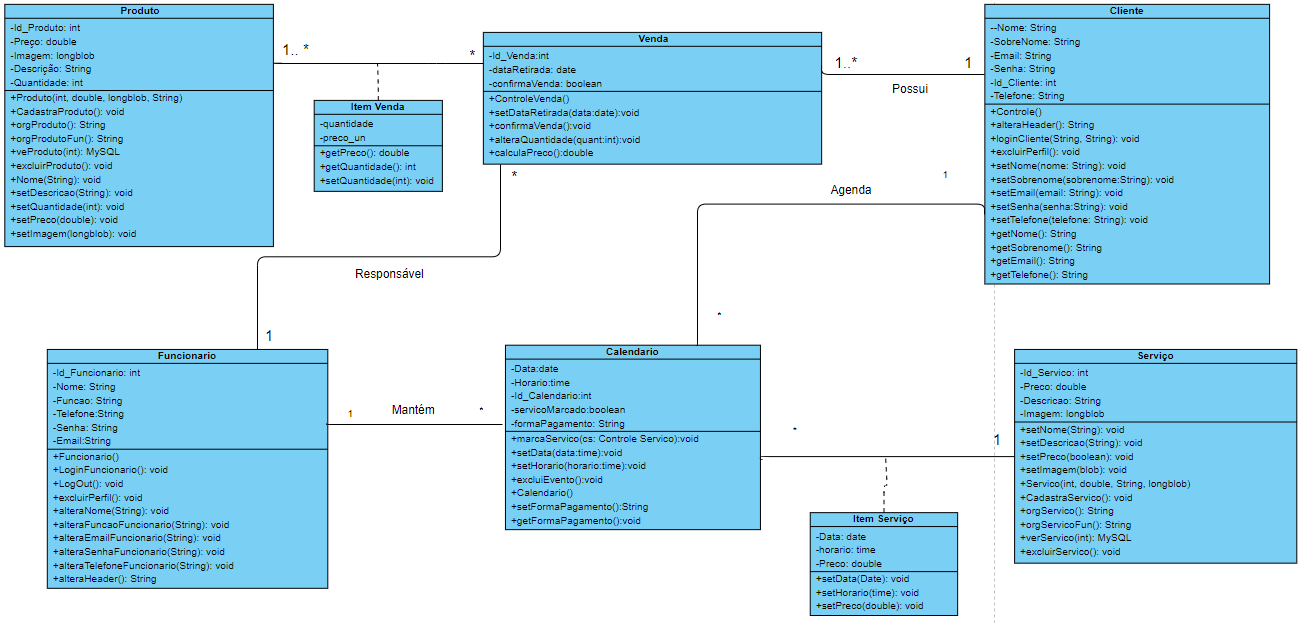 Produto
-Id_Produto: int
-Preço: double
-Imagem: longblob
-Descrição: String
-Quantidade: int
+Produto(int, double, longblob, String)
+CadastraProduto(): void
+orgProduto(): String
+orgProdutoFun(): String
+veProduto(int): MySQL
+excluirProduto(): void
+Nome(String): void
+setDescricao(String): void
+setQuantidade(int): void
+setPreco(double): void
+setImagem(longblob): void
1.. *
*
Item Venda
-quantidade
-preco_un
+getPreco(): double
+getQuantidade(): int
+setQuantidade(int): void
Venda
-Id_Venda:int
-dataRetirada: date
-confirmaVenda: boolean
+ControleVenda()
+setDataRetirada(data:date):void
+confirmaVenda():void
+alteraQuantidade(quant:int):void
+calculaPreco():double
*
1..*
1
Possui
Cliente
--Nome: String
-SobreNome: String
-Email: String
-Senha: String
-Id_Cliente: int
-Telefone: String
+Controle()
+alteraHeader(): String
+loginCliente(String, String): void
+excluirPerfil(): void
+setNome(nome: String): void
+setSobrenome(sobrenome:String): void
+setEmail(email: String): void
+setSenha(senha:String): void
+setTelefone(telefone: String): void
+getNome(): String
+getSobrenome(): String
+getEmail(): String
+getTelefone(): String
1
Agenda
*
Responsável
1
Funcionario
-Id_Funcionario: int
-Nome: String
-Funcao: String
-Telefone:String
-Senha: String
-Email:String
+Funcionario()
+LoginFuncionario(): void
+LogOut(): void
+excluirPerfil(): void
+alteraNome(String): void
+alteraFuncaoFuncionario(String): void
+alteraEmailFuncionario(String): void
+alteraSenhaFuncionario(String): void
+alteraTelefoneFuncionario(String): void
+alteraHeader(): String
1
Mantém
*
Calendario
-Data:date
-Horario:time
-Id_Calendario:int
-servicoMarcado:boolean
-formaPagamento: String
+marcaServico(cs: Controle Servico):void
+setData(data:time):void
+setHorario(horario:time):void
+excluiEvento():void
+Calendario()
+setFormaPagamento():String
+getFormaPagamento():void
*
1
Item Serviço
-Data: date
-horario: time
-Preco: double
+setData(Date): void
+setHorario(time): void
+setPreco(double): void
Serviço
-Id_Servico: int
-Preco: double
-Descricao: String
-Imagem: longblob
+setNome(String): void
+setDescricao(String): void
+setPreco(boolean): void
+setImagem(blob): void
+Servico(int, double, String, longblob)
+CadastraServico(): void
+orgServico(): String
+orgServicoFun(): String
+verServico(int): MySQL
+excluirServico(): void